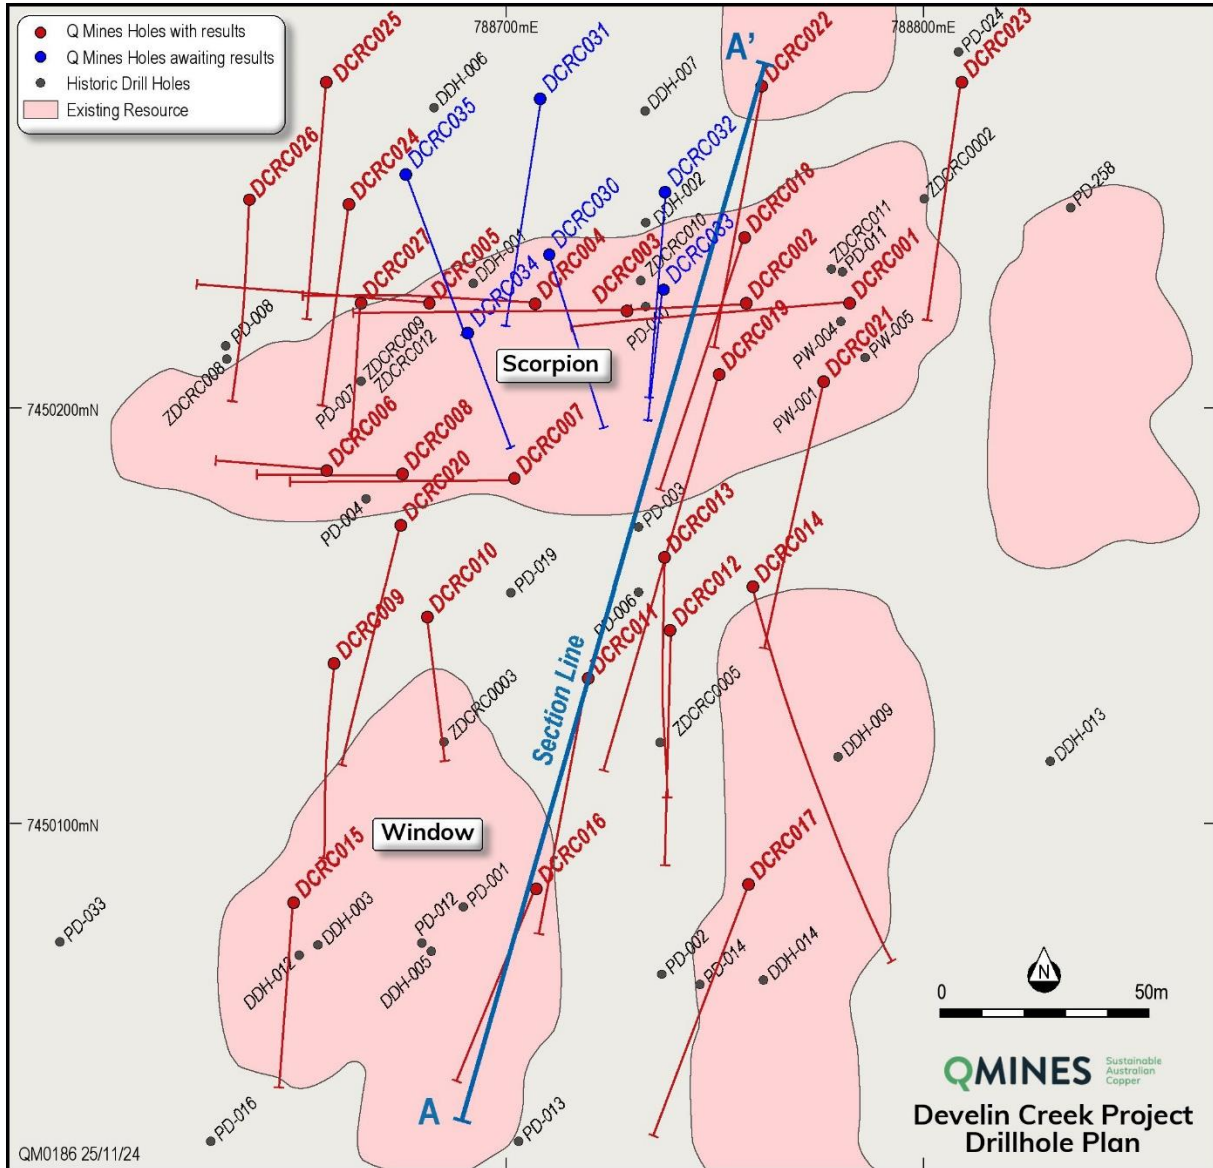 Q Mines Holes with results
Q Mines Holes awaiting results
Historic Drill Holes
Existing Resource
788700mE
788800mE
7450200mN
7450100mN
DCRC025
DDH-006
DCRC031
DDH-007
A'
DCRC022
PD-024
DCRC023
DCRC026
DCRC024
DCRC035
DCRC032
DDH-002
ZDCRC0002
PD-258
DCRC027
DCRC005
DDH-001
DCRC034
DCRC030
DCRC004
DCRC003
ZDCRC010
DCRC033
DCRC018
DCRC002
ZDCRC011
PD-011
DCRC001
PD-008
ZDCRC008
ZDCRC009
ZDCRC012
PD-007
Scorpion
DCRC019
PW-004
PW-005
DCRC021
PW-001
DCRC006
DCRC008
DCRC007
DCRC020
PD-004
PD-003
DCRC013
DCRC014
PD-019
DCRC010
DCRC009
PD-006
DCRC012
DCRC011
Section Line
ZDCRC0003
ZDCRC0005
DDH-009
DDH-013
Window
DCRC015
DCRC016
DCRC017
PD-001
PD-012
DDH-003
DDH-012
DDH-005
PD-033
PD-002
PD-014
DDH-014
A
PD-016
PD-013
N
0
50m
QMINES
Sustainable
Australian
Copper
Develin Creek Project
Drillhole Plan
QM0186 25/11/24